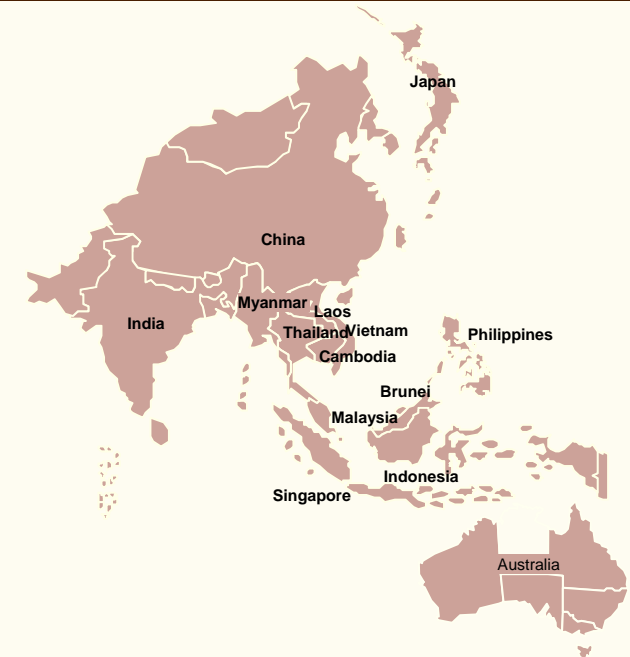 Japan
China
Myanmar
Laos
India
Thailand
Vietnam
Philippines
Cambodia
Brunei
Malaysia
Indonesia
Singapore
Australia